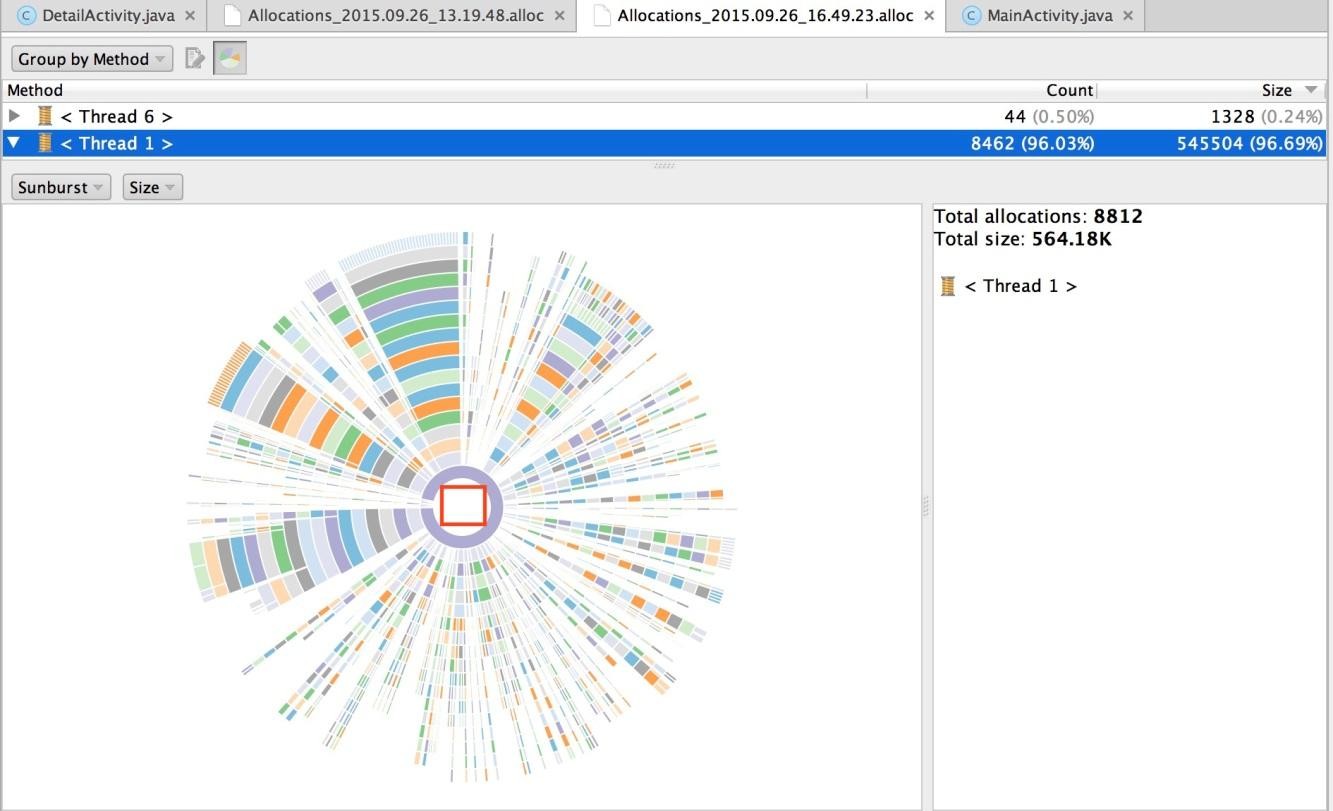 DetailActivity.java Allocations_2015.09.26_13.19.48.alloc Allocations_2015.09.26_16.49.23.alloc MainActivity.java
Group by Method
Method Count Size
< Thread 6 > 44 (0.50%) 1328 (0.24%)
< Thread 1 > 8462 (96.03%) 545504 (96.69%)
Sunburst Size
Total allocations: 8812
Total size: 564.18K
< Thread 1 >